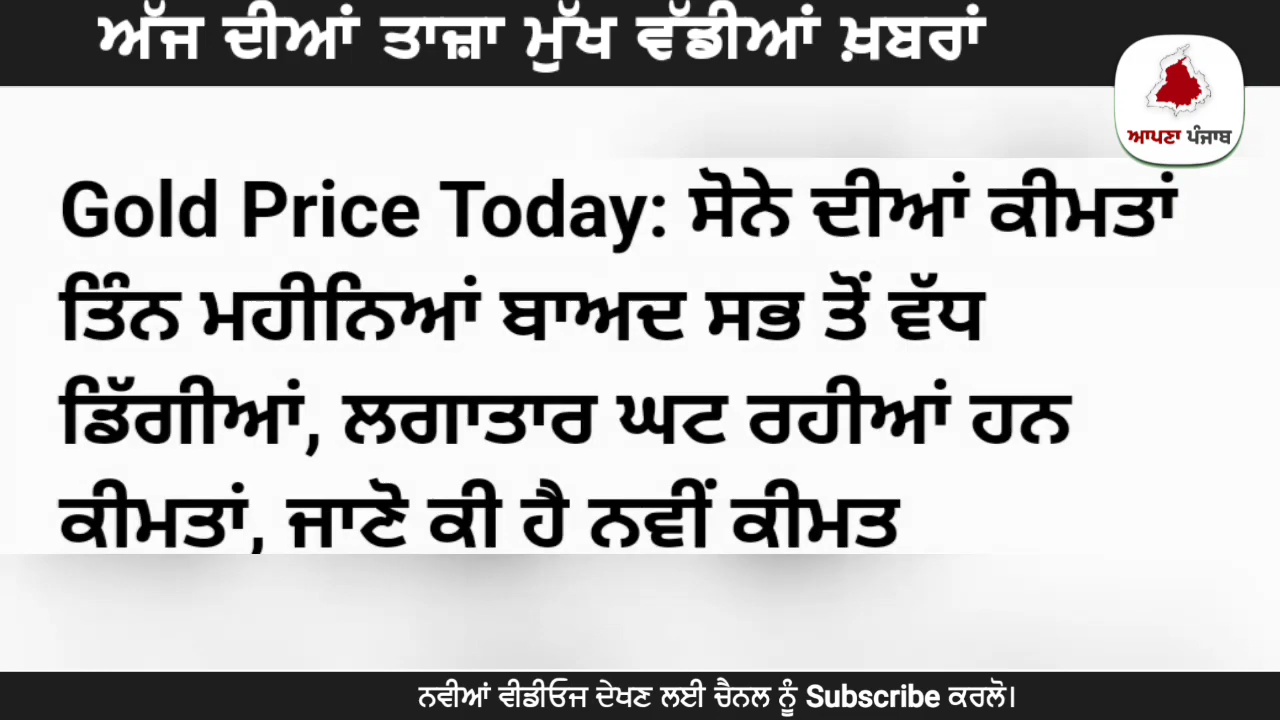 ਅੱਜ ਦੀਆਂ ਤਾਜ਼ਾ ਮੁੱਖ ਵੱਡੀਆਂ ਖ਼ਬਰਾਂ
ਆਪਣਾ ਪੰਜਾਬ
Gold Price Today: ਸੋਨੇ ਦੀਆਂ ਕੀਮਤਾਂ
ਤਿੰਨ ਮਹੀਨਿਆਂ ਬਾਅਦ ਸਭ ਤੋਂ ਵੱਧ
ਡਿੱਗੀਆਂ, ਲਗਾਤਾਰ ਘਟ ਰਹੀਆਂ ਹਨ
ਕੀਮਤਾਂ, ਜਾਣੋ ਕੀ ਹੈ ਨਵੀਂ ਕੀਮਤ
ਨਵੀਆਂ ਵੀਡੀਓਜ ਦੇਖਣ ਲਈ ਚੈਨਲ ਨੂੰ Subscribe ਕਰਲੋ।